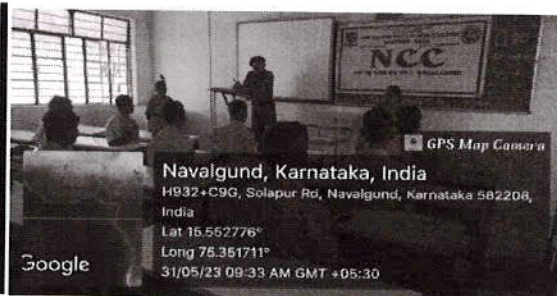 NCC
GPS Map Camera
Navalgund, Karnataka, India
H932+C9G, Solapur Rd, Navalgund, Karnataka 582208,
India
Lat 15.552776°
Long 75.351711°
31/05/23 09:33 AM GMT +05:30
Google